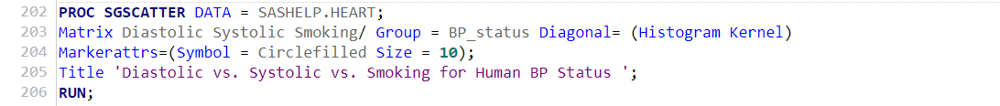 202 PROC SGSCATTER DATA = SASHELP.HEART;
203 Matrix Diastolic Systolic Smoking/ Group = BP_status Diagonal= (Histogram Kernel)
204 Markerattrs=(Symbol = Circlefilled Size = 10);
205 Title 'Diastolic vs. Systolic vs. Smoking for Human BP Status ';
206 RUN;